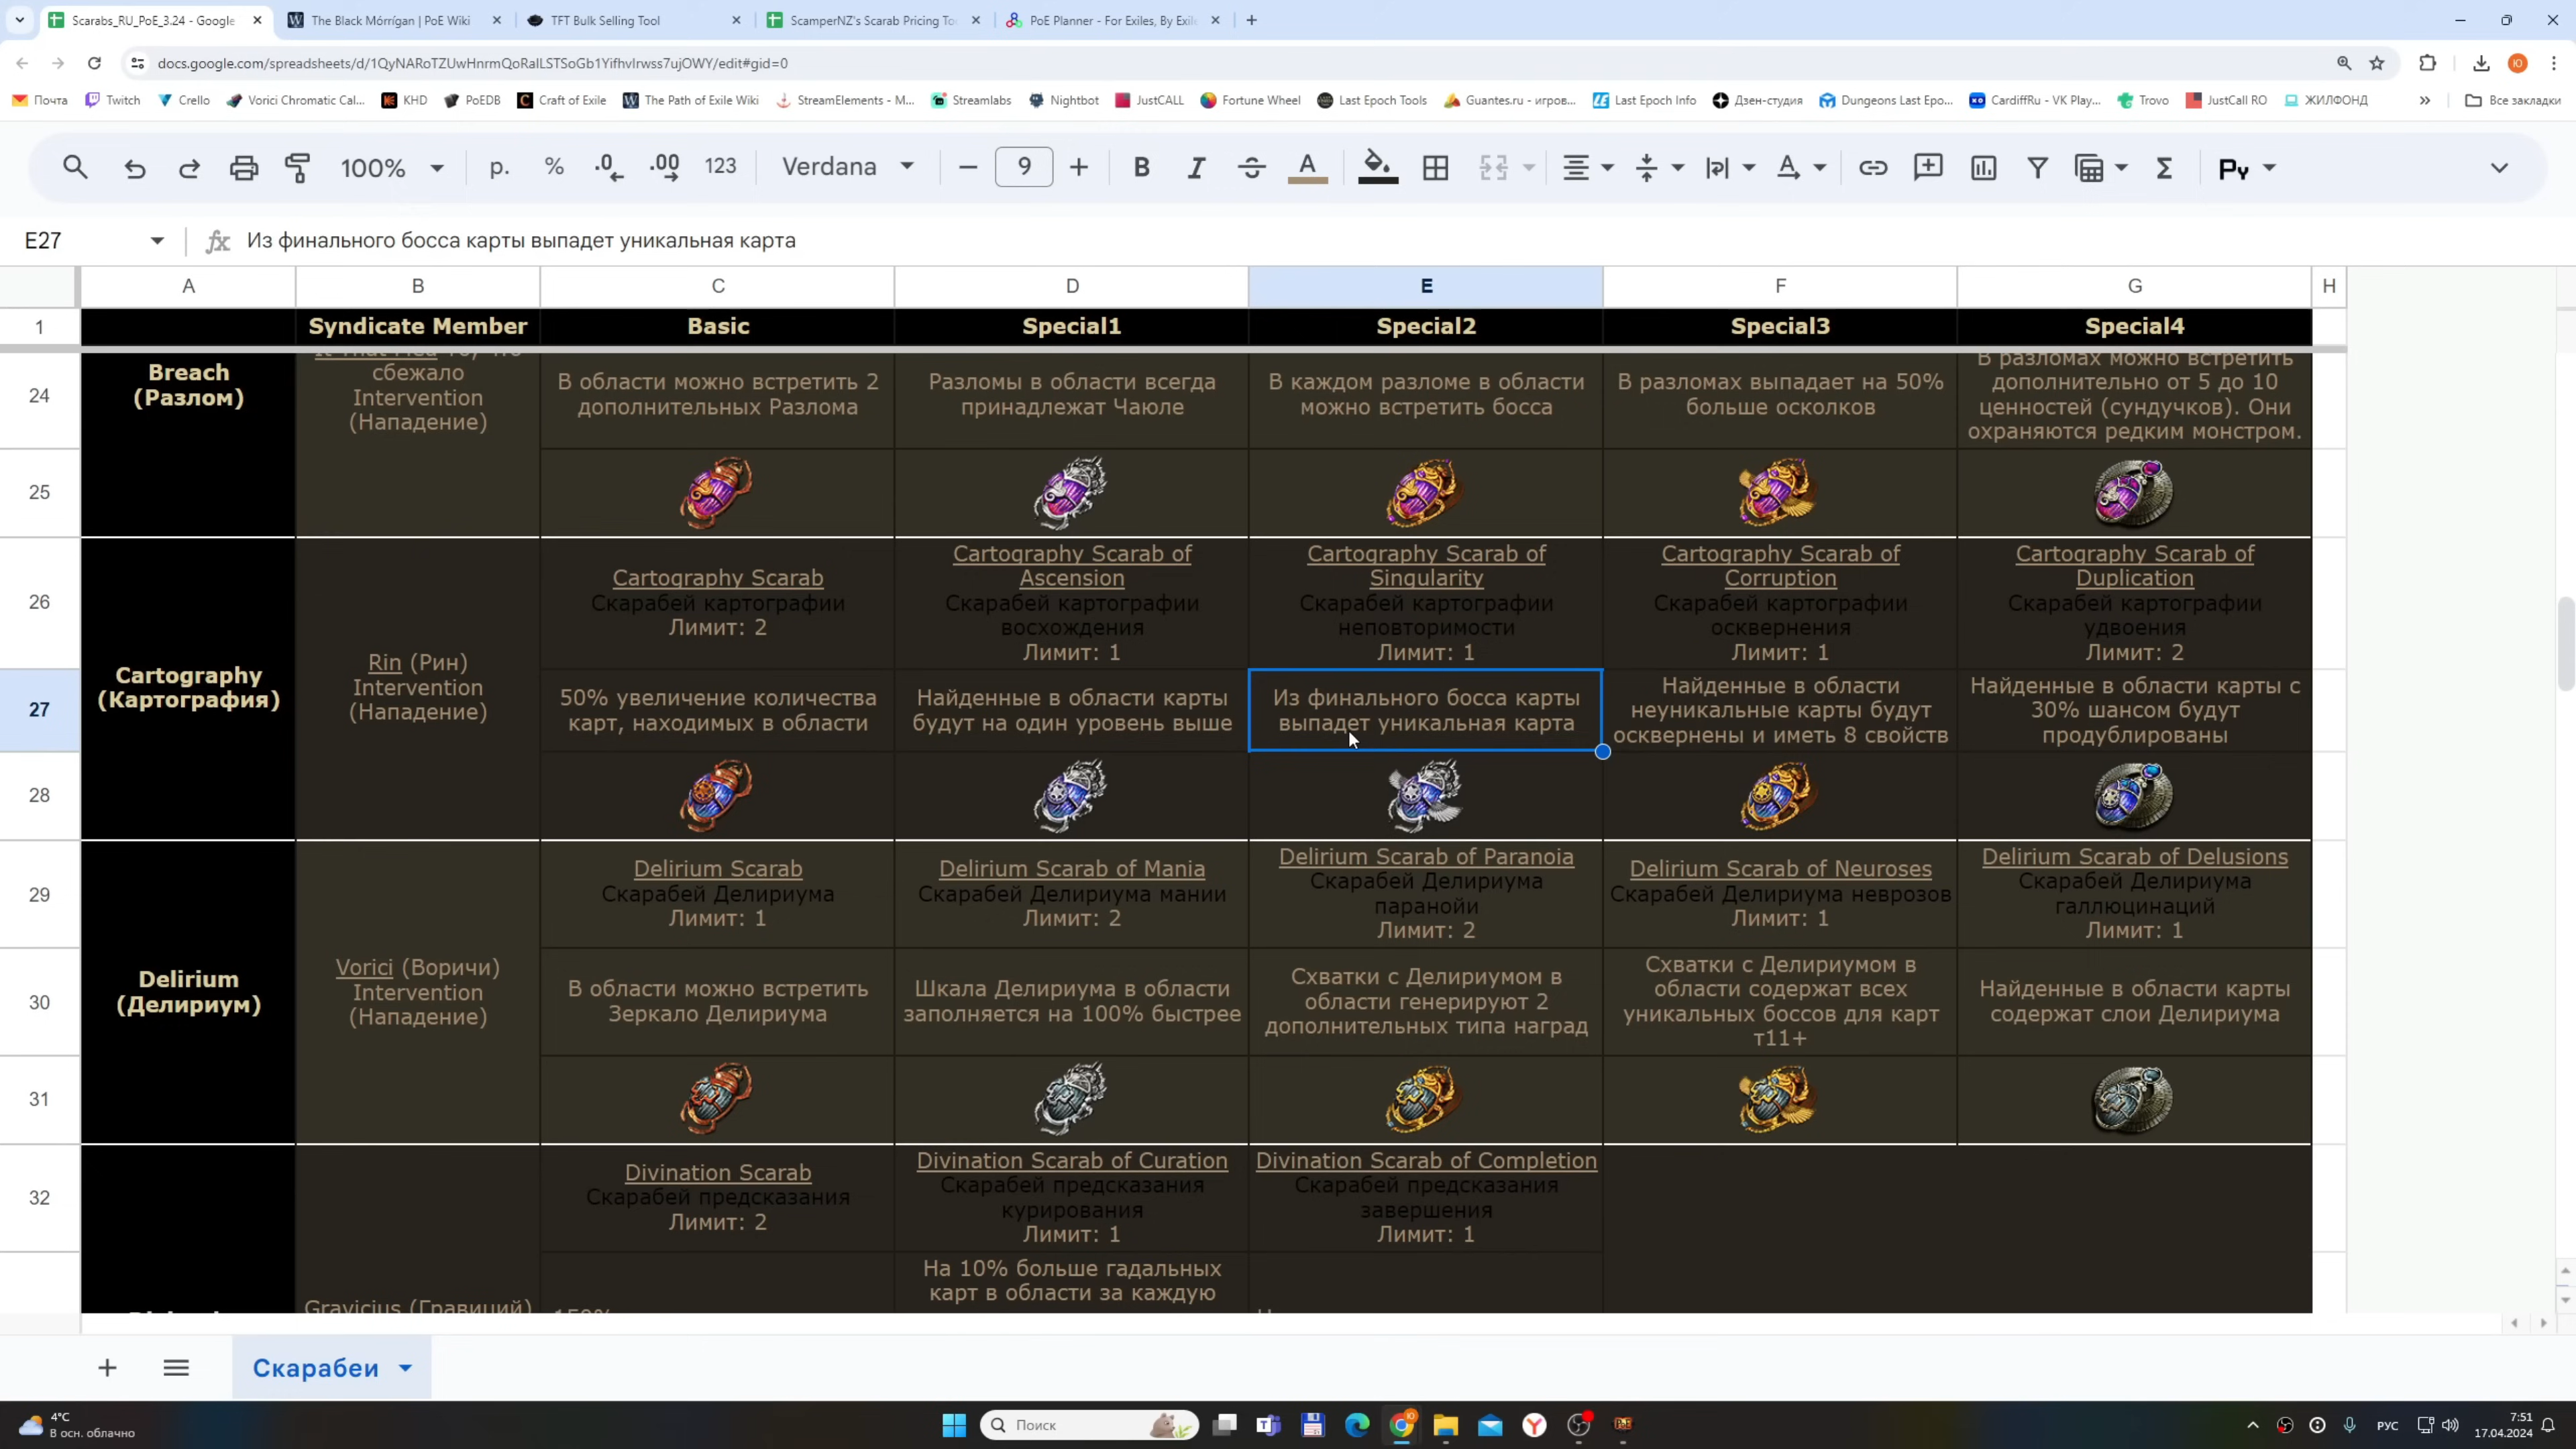 Scarabs_RU_PoE_3.24 - Google
The Black Mórrígan | PoE Wiki
TFT Bulk Selling Tool
ScamperNZ's Scarab Pricing To
PoE Planner - For Exiles, By Exile
docs.google.com/spreadsheets/d/1QyNARoTZUwHnrmQoRaILSTSoGb1YifhvIrwss7ujOWY/edit#gid=0
Почта Twitch Crello Vorici Chromatic Cal... KHD PoEDB Craft of Exile The Path of Exile Wiki StreamElements - M... Streamlabs Nightbot JustCALL Fortune Wheel Last Epoch Tools Guantes.ru - игров... Last Epoch Info Дзен-студия Dungeons Last Epo... CardiffRu - VK Play... Trovo JustCall RO ЖИЛФОНД » Все закладки
100% р. % .0 .00 123 Verdana 9
E27 fx Из финального босса карты выпадет уникальная карта
A B C D E F G H
1 Syndicate Member Basic Special1 Special2 Special3 Special4
24
Breach
(Разлом)
сбежало
Intervention
(Нападение)
В области можно встретить 2
дополнительных Разлома
Разломы в области всегда
принадлежат Чаюле
В каждом разломе в области
можно встретить босса
В разломах выпадает на 50%
больше осколков
В разломах можно встретить
дополнительно от 5 до 10
ценностей (сундучков). Они
охраняются редким монстром.
25
26
Cartography
(Картография)
Rin (Рин)
Intervention
(Нападение)
Cartography Scarab
Скарабей картографии
Лимит: 2
Cartography Scarab of
Ascension
Скарабей картографии
восхождения
Лимит: 1
Cartography Scarab of
Singularity
Скарабей картографии
неповторимости
Лимит: 1
Cartography Scarab of
Corruption
Скарабей картографии
осквернения
Лимит: 1
Cartography Scarab of
Duplication
Скарабей картографии
удвоения
Лимит: 2
27
50% увеличение количества
карт, находимых в области
Найденные в области карты
будут на один уровень выше
Из финального босса карты
выпадет уникальная карта
Найденные в области
неуникальные карты будут
осквернены и иметь 8 свойств
Найденные в области карты с
30% шансом будут
продублированы
28
29
Delirium
(Делириум)
Vorici (Воричи)
Intervention
(Нападение)
Delirium Scarab
Скарабей Делириума
Лимит: 1
Delirium Scarab of Mania
Скарабей Делириума мании
Лимит: 2
Delirium Scarab of Paranoia
Скарабей Делириума
паранойи
Лимит: 2
Delirium Scarab of Neuroses
Скарабей Делириума неврозов
Лимит: 1
Delirium Scarab of Delusions
Скарабей Делириума
галлюцинаций
Лимит: 1
30
В области можно встретить
Зеркало Делириума
Шкала Делириума в области
заполняется на 100% быстрее
Схватки с Делириумом в
области генерируют 2
дополнительных типа наград
Схватки с Делириумом в
области содержат всех
уникальных боссов для карт
т11+
Найденные в области карты
содержат слои Делириума
31
32
Divination Scarab
Скарабей предсказания
Лимит: 2
Divination Scarab of Curation
Скарабей предсказания
курирования
Лимит: 1
Divination Scarab of Completion
Скарабей предсказания
завершения
Лимит: 1
Gravicius (Гравиций)
На 10% больше гадальных
карт в области за каждую
Скарабеи
4°C
В осн. облачно
Поиск
РУС
7:51
17.04.2024